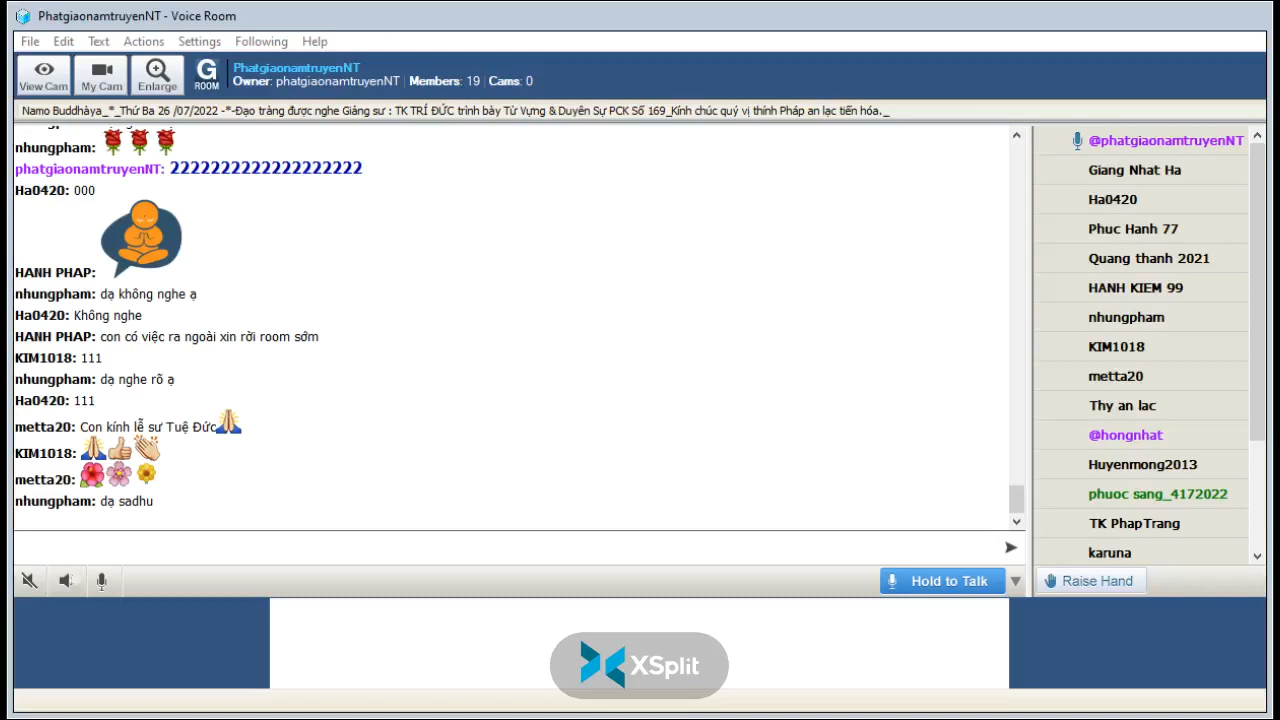 PhatgiaonamtruyenNT - Voice Room
File Edit Text Actions Settings Following Help
View Cam
My Cam
Enlarge
G
ROOM
PhatgiaonamtruyenNT
Owner: phatgiaonamtruyenNT | Members: 19 | Cams: 0
Namo Buddhàya_*_Thứ Ba 26 /07/2022 -*-Đạo tràng được nghe Giảng sư : TK TRÍ ĐỨC trình bày Từ Vựng & Duyên Sự PCK Số 169_Kính chúc quý vị thính Pháp an lạc tiến hóa._
nhungpham:
phatgiaonamtruyenNT: 2222222222222222222
Ha0420: 000
HANH PHAP:
nhungpham: dạ không nghe ạ
Ha0420: Không nghe
HANH PHAP: con có việc ra ngoài xin rời room sớm
KIM1018: 111
nhungpham: dạ nghe rõ ạ
Ha0420: 111
metta20: Con kính lễ sư Tuệ Đức
KIM1018:
metta20:
nhungpham: dạ sadhu
@phatgiaonamtruyenNT
Giang Nhat Ha
Ha0420
Phuc Hanh 77
Quang thanh 2021
HANH KIEM 99
nhungpham
KIM1018
metta20
Thy an lac
@hongnhat
Huyenmong2013
phuoc sang_4172022
TK PhapTrang
karuna
Hold to Talk
Raise Hand
XSplit